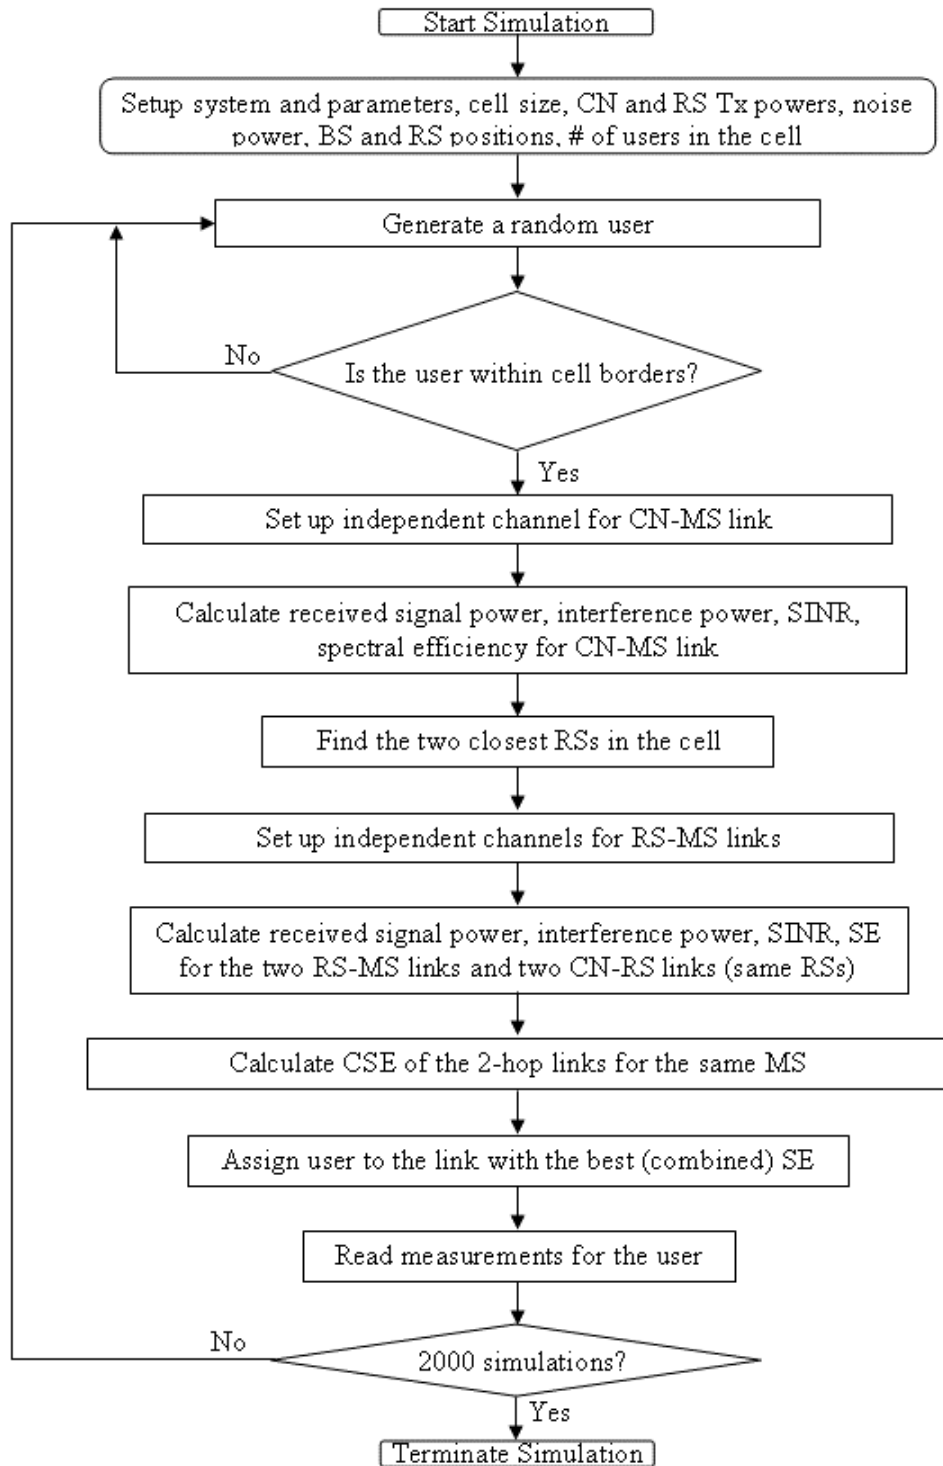 Start Simulation
Setup system and parameters, cell size, CN and RS Tx powers, noise
power, BS and RS positions, # of users in the cell
Generate a random user
No
Is the user within cell borders?
Yes
Set up independent channel for CN-MS link
Calculate received signal power, interference power, SINR,
spectral efficiency for CN-MS link
Find the two closest RSs in the cell
Set up independent channels for RS-MS links
Calculate received signal power, interference power, SINR, SE
for the two RS-MS links and two CN-RS links (same RSs)
Calculate CSE of the 2-hop links for the same MS
Assign user to the link with the best (combined) SE
Read measurements for the user
No
2000 simulations?
Yes
Terminate Simulation